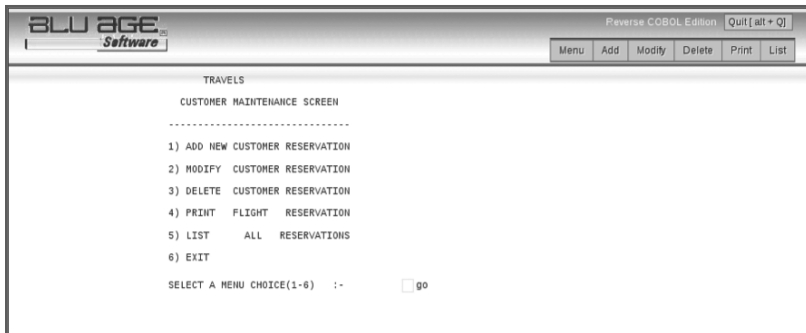 BLU AGE
Software
Reverse COBOL Edition Quit [ alt + Q]
Menu Add Modify Delete Print List
TRAVELS
CUSTOMER MAINTENANCE SCREEN
------------------------------
1) ADD NEW CUSTOMER RESERVATION
2) MODIFY CUSTOMER RESERVATION
3) DELETE CUSTOMER RESERVATION
4) PRINT FLIGHT RESERVATION
5) LIST ALL RESERVATIONS
6) EXIT
SELECT A MENU CHOICE(1-6) :- go